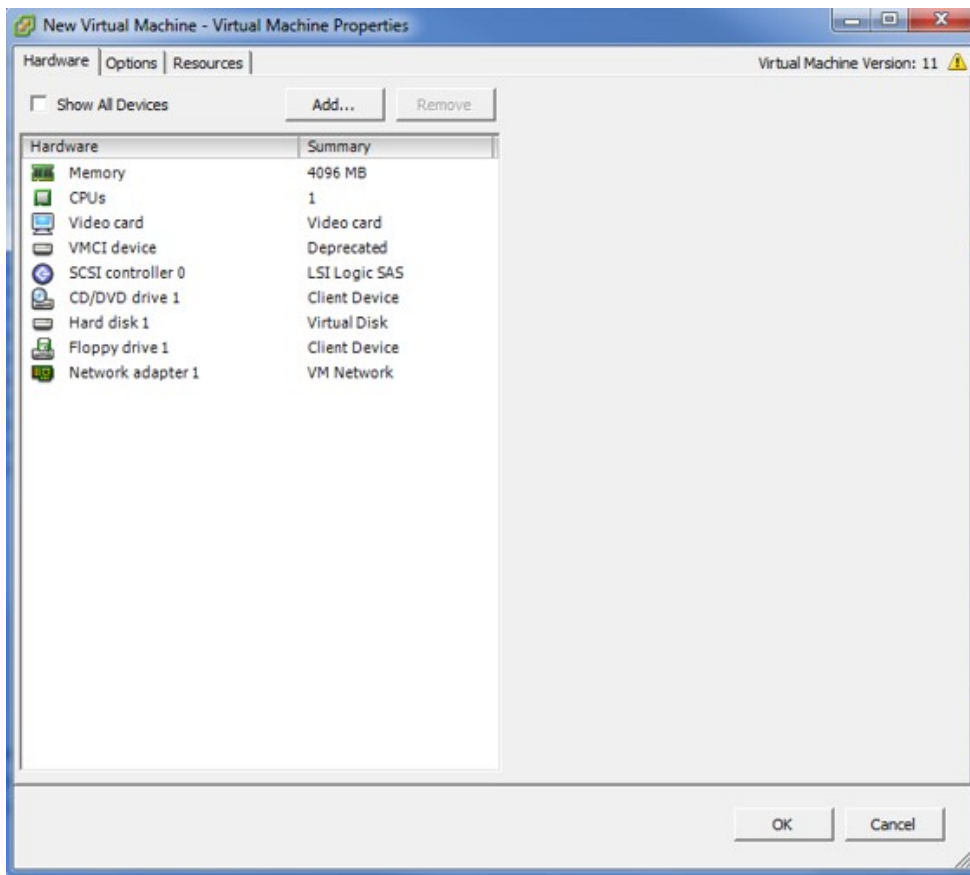 New Virtual Machine - Virtual Machine Properties
Hardware Options Resources Virtual Machine Version: 11
Show All Devices Add... Remove
Hardware Summary
Memory 4096 MB
CPUs 1
Video card Video card
VMCI device Deprecated
SCSI controller 0 LSI Logic SAS
CD/DVD drive 1 Client Device
Hard disk 1 Virtual Disk
Floppy drive 1 Client Device
Network adapter 1 VM Network
OK Cancel